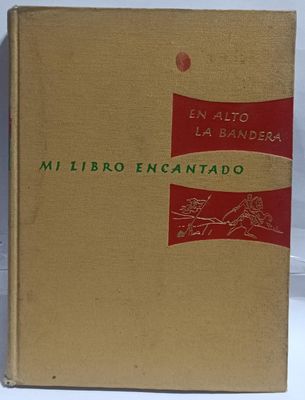 EN ALTO
LA BANDERA
MI LIBRO ENCANTADO